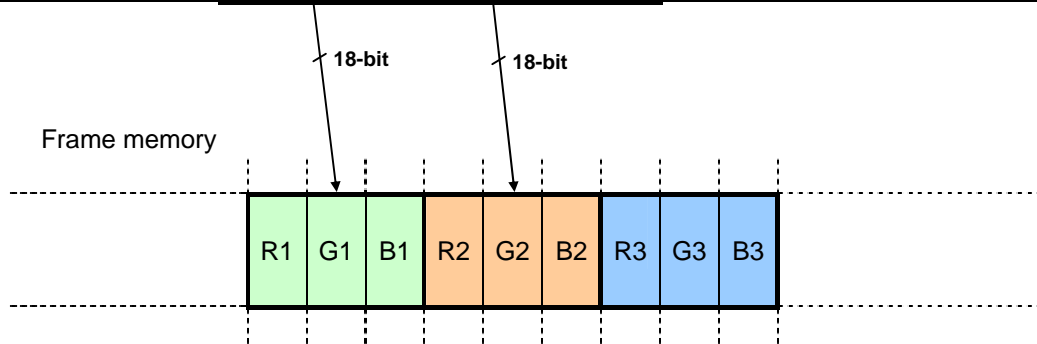 18-bit 18-bit
Frame memory
R1 G1 B1 R2 G2 B2 R3 G3 B3